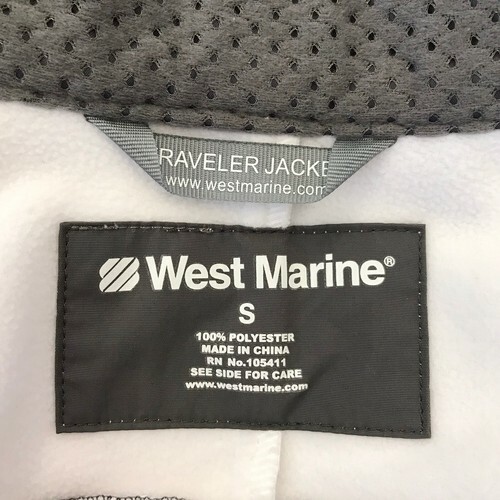 RAVELER JACKE
www.westmarine.com
West Marine®
S
100% POLYESTER
MADE IN CHINA
RN No.105411
SEE SIDE FOR CARE
www.westmarine.com